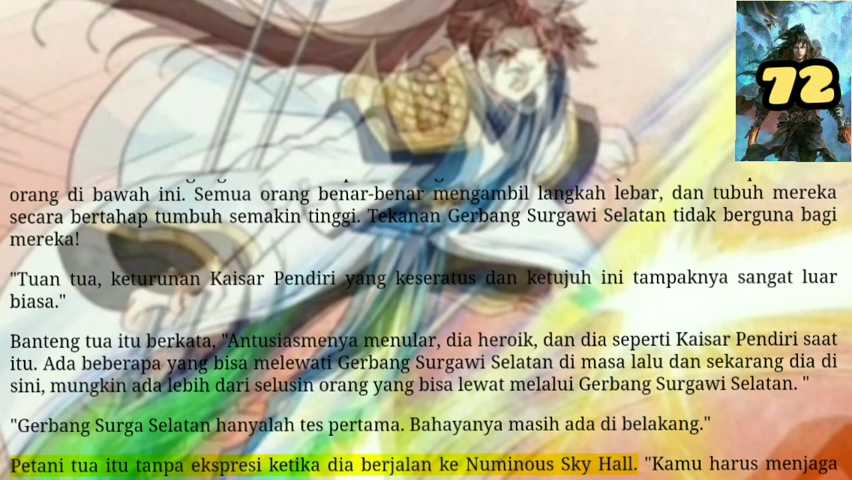 72
orang di bawah ini. Semua orang benar-benar mengambil langkah lebar, dan tubuh mereka
secara bertahap tumbuh semakin tinggi. Tekanan Gerbang Surgawi Selatan tidak berguna bagi
mereka!
"Tuan tua, keturunan Kaisar Pendiri yang keseratus dan ketujuh ini tampaknya sangat luar
biasa."
Banteng tua itu berkata, "Antusiasmenya menular, dia heroik, dan dia seperti Kaisar Pendiri saat
itu. Ada beberapa yang bisa melewati Gerbang Surgawi Selatan di masa lalu dan sekarang dia di
sini, mungkin ada lebih dari selusin orang yang bisa lewat melalui Gerbang Surgawi Selatan. "
"Gerbang Surga Selatan hanyalah tes pertama. Bahayanya masih ada di belakang."
Petani tua itu tanpa ekspresi ketika dia berjalan ke Numinous Sky Hall. "Kamu harus menjaga